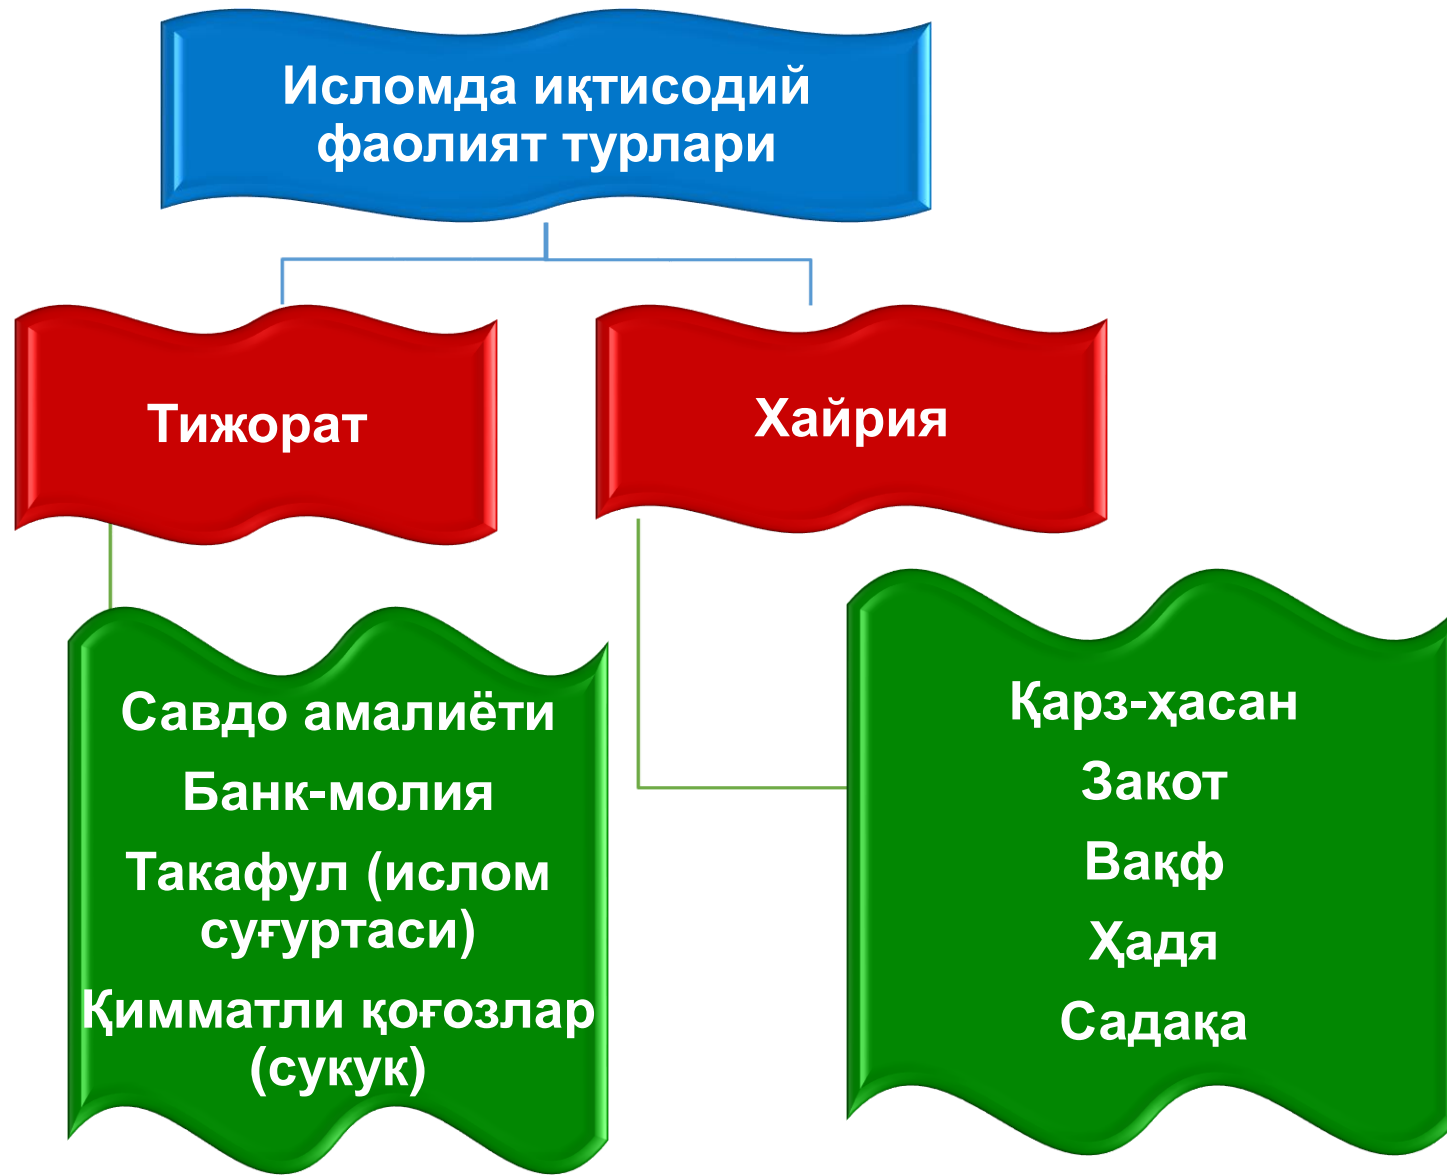 Исломда иқтисодий
фаолият турлари
Тижорат
Хайрия
Савдо амалиёти
Банк-молия
Такафул (ислом
суғуртаси)
Қимматли қоғозлар
(сукук)
Қарз-ҳасан
Закот
Вақф
Ҳадя
Садақа